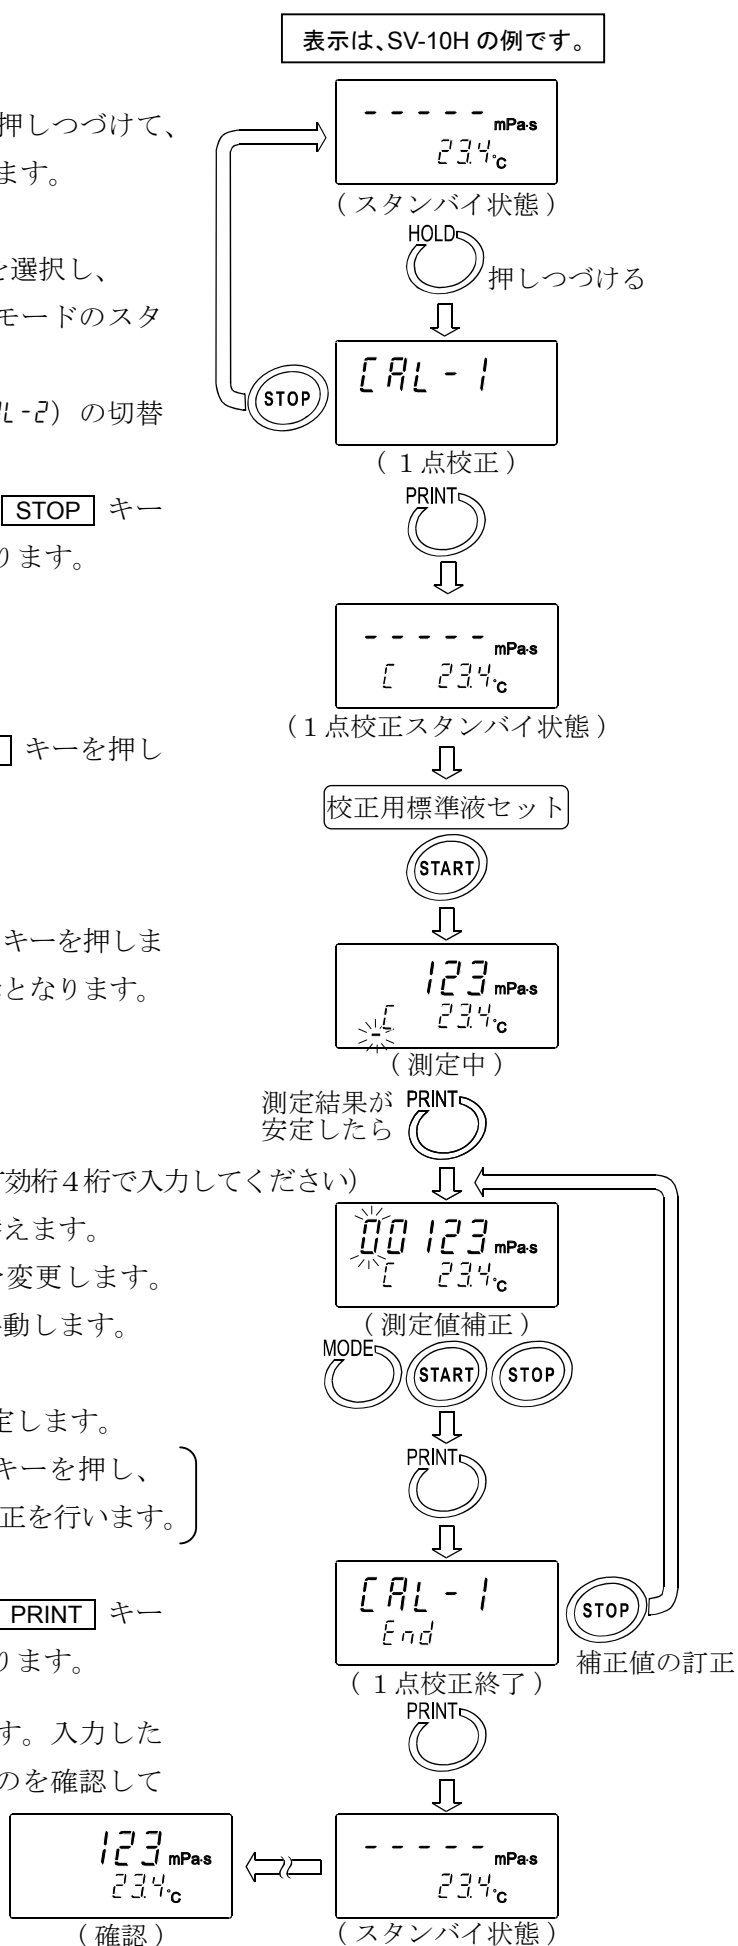 表示は、SV-10H の例です。
押しつづけて、
ます。
を選択し、
モードのスタ
AL-2）の切替
STOP キー
ります。
キーを押し
キーを押しま
となります。
有効桁４桁で入力してください）
替えます。
を変更します。
移動します。
定します。
キーを押し、
正を行います。
PRINT キー
ります。
す。入力した
のを確認して
- - - - - mPa·s
23.4 °C
（スタンバイ状態）
HOLD
押しつづける
CAL-1
STOP
（１点校正）
PRINT
- - - - - mPa·s
C 23.4 °C
（１点校正スタンバイ状態）
校正用標準液セット
START
123 mPa·s
- C 23.4 °C
（測定中）
測定結果が
安定したら
PRINT
00123 mPa·s
C 23.4 °C
（測定値補正）
MODE START STOP
PRINT
CAL-1
End
STOP
補正値の訂正
（１点校正終了）
PRINT
- - - - - mPa·s
23.4 °C
（スタンバイ状態）
123 mPa·s
23.4 °C
（確認）